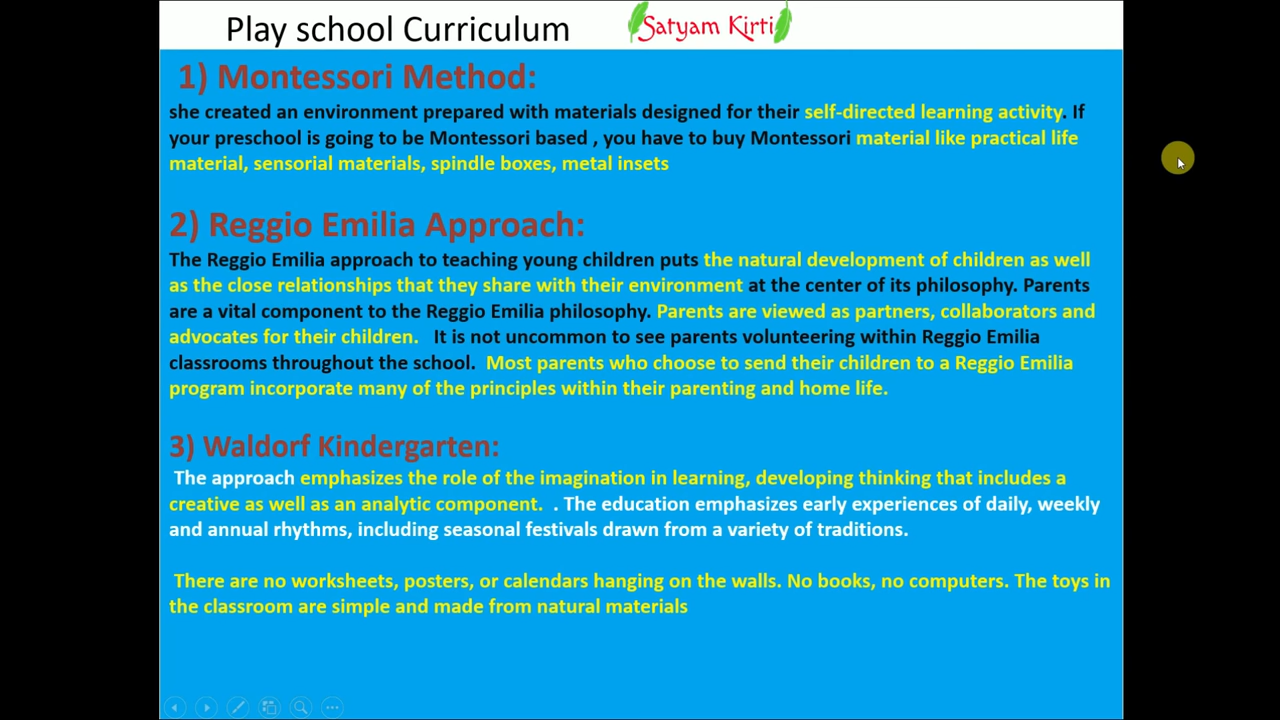 Play school Curriculum
Satyam Kirti
1) Montessori Method:
she created an environment prepared with materials designed for their self-directed learning activity. If
your preschool is going to be Montessori based , you have to buy Montessori material like practical life
material, sensorial materials, spindle boxes, metal insets
2) Reggio Emilia Approach:
The Reggio Emilia approach to teaching young children puts the natural development of children as well
as the close relationships that they share with their environment at the center of its philosophy. Parents
are a vital component to the Reggio Emilia philosophy. Parents are viewed as partners, collaborators and
advocates for their children. It is not uncommon to see parents volunteering within Reggio Emilia
classrooms throughout the school. Most parents who choose to send their children to a Reggio Emilia
program incorporate many of the principles within their parenting and home life.
3) Waldorf Kindergarten:
The approach emphasizes the role of the imagination in learning, developing thinking that includes a
creative as well as an analytic component. . The education emphasizes early experiences of daily, weekly
and annual rhythms, including seasonal festivals drawn from a variety of traditions.
There are no worksheets, posters, or calendars hanging on the walls. No books, no computers. The toys in
the classroom are simple and made from natural materials